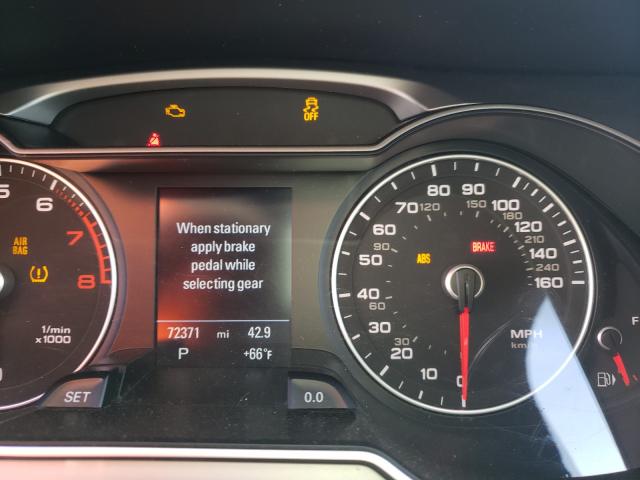 OFF
5
6
7
8
AIR
BAG
1/min
x1000
0
SET
When stationary
apply brake
pedal while
selecting gear
72371 mi 42.9
P +66°F
0.0
0
10
20
30
40
50
60
70
80
90
100
120
140
160
30
60
90
120
150
180
210
240
ABS
BRAKE
MPH
km/h
F